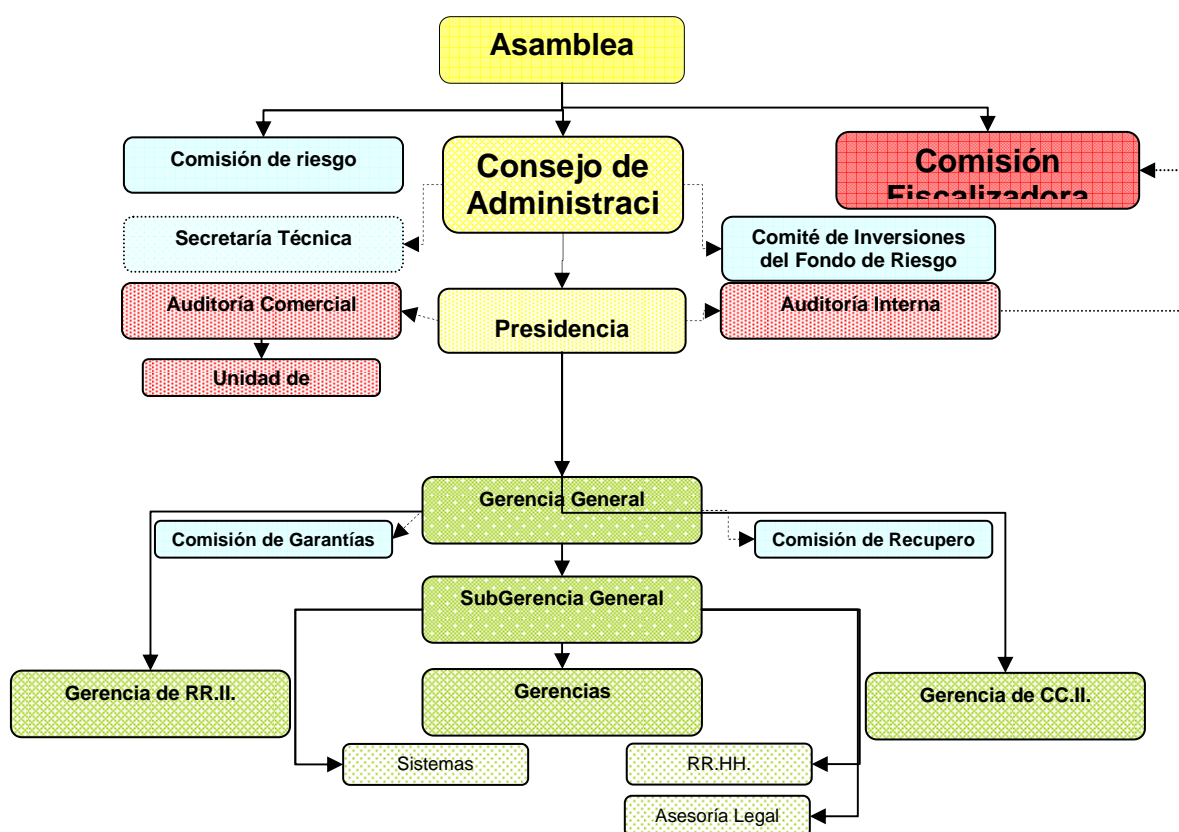 Asamblea
Comisión de riesgo
Consejo de
Administraci
Comisión
Fiscalizadora
Secretaría Técnica
Comité de Inversiones
del Fondo de Riesgo
Auditoría Comercial
Presidencia
Auditoría Interna
Unidad de
Gerencia General
Comisión de Garantías
Comisión de Recupero
SubGerencia General
Gerencia de RR.II.
Gerencias
Gerencia de CC.II.
Sistemas
RR.HH.
Asesoría Legal